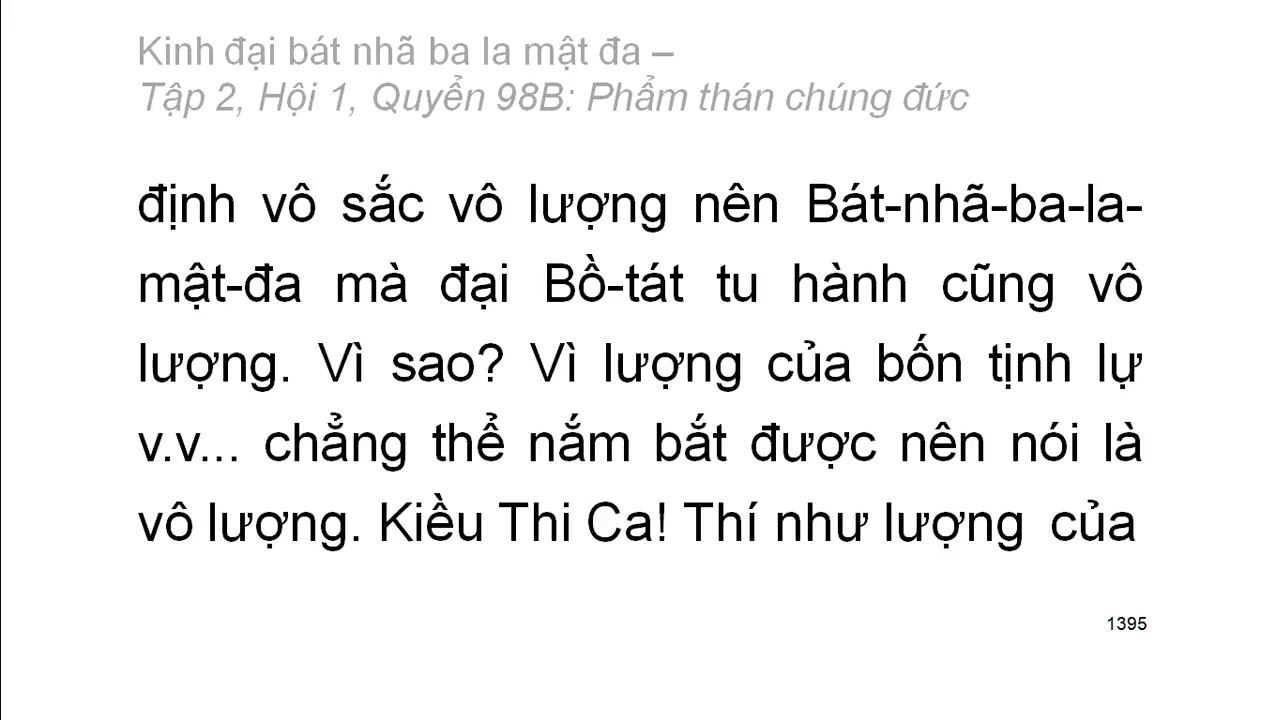 Kinh đại bát nhã ba la mật đa –
Tập 2, Hội 1, Quyển 98B: Phẩm thán chúng đức
định vô sắc vô lượng nên Bát-nhã-ba-la-
mật-đa mà đại Bồ-tát tu hành cũng vô
lượng. Vì sao? Vì lượng của bốn tịnh lự
v.v... chẳng thể nắm bắt được nên nói là
vô lượng. Kiều Thi Ca! Thí như lượng của
1395